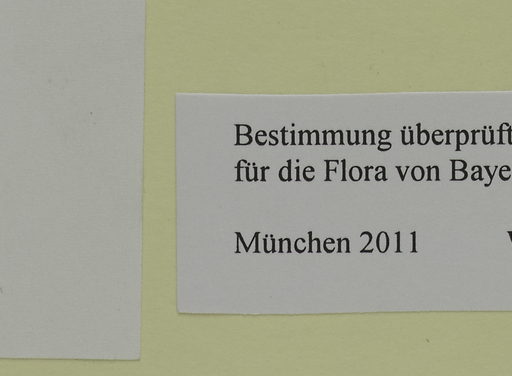 Bestimmung überprüft
für die Flora von Baye
München 2011